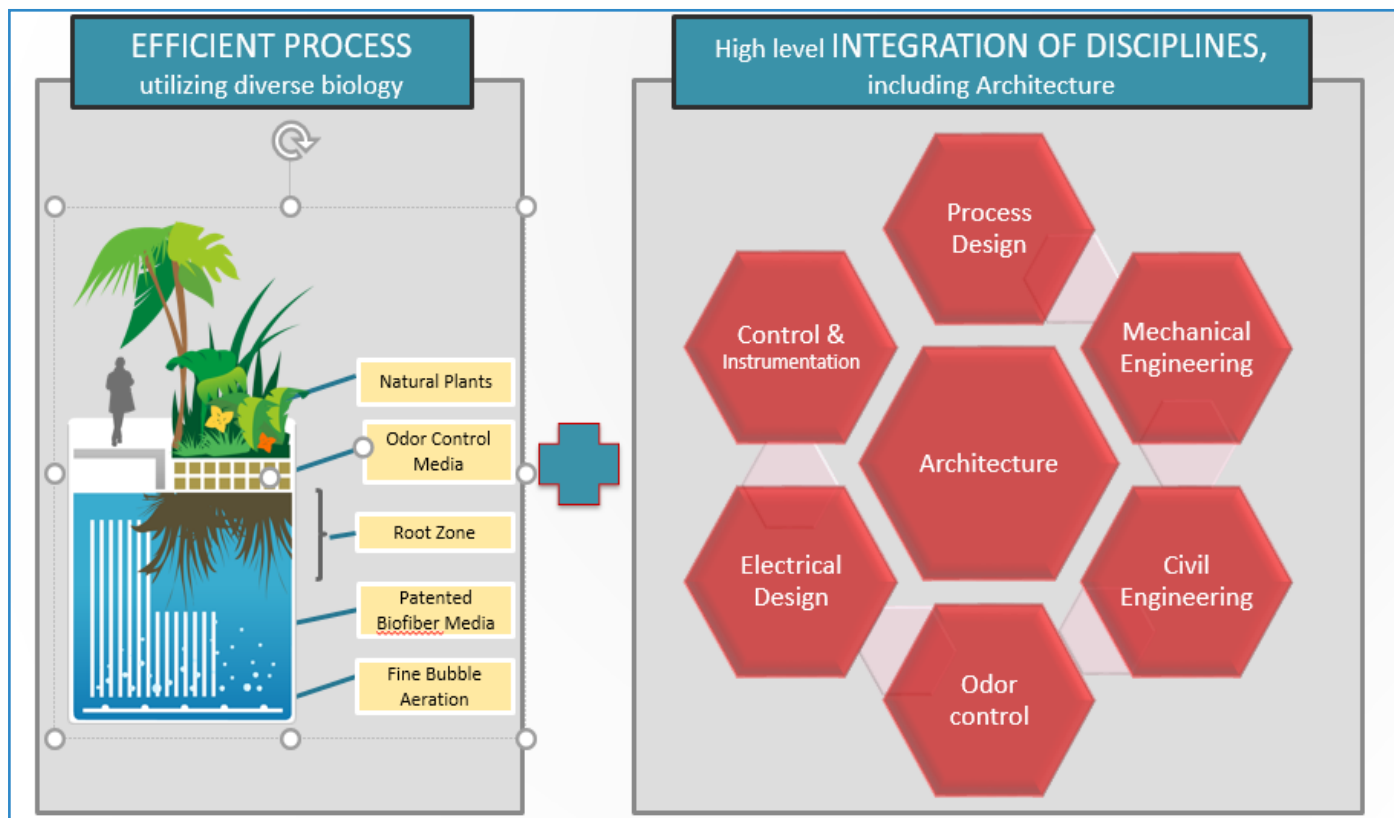 EFFICIENT PROCESS
utilizing diverse biology
Natural Plants
Odor Control
Media
Root Zone
Patented
Biofiber Media
Fine Bubble
Aeration
High level INTEGRATION OF DISCIPLINES,
including Architecture
Process
Design
Mechanical
Engineering
Civil
Engineering
Odor
control
Electrical
Design
Control &
Instrumentation
Architecture